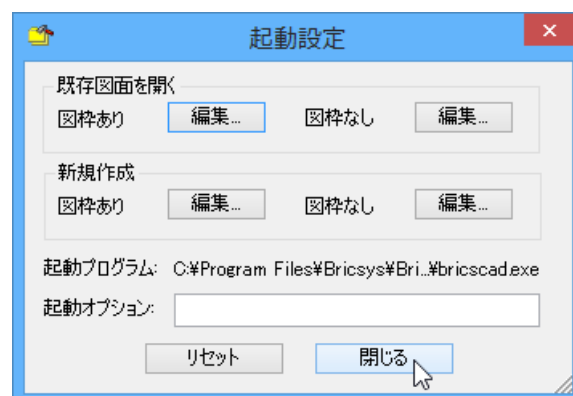 起動設定
既存図面を開く
図枠あり 編集... 図枠なし 編集...
新規作成
図枠あり 編集... 図枠なし 編集...
起動プログラム: C:¥Program Files¥Bricsys¥Bri...¥bricscad.exe
起動オプション:
リセット 閉じる